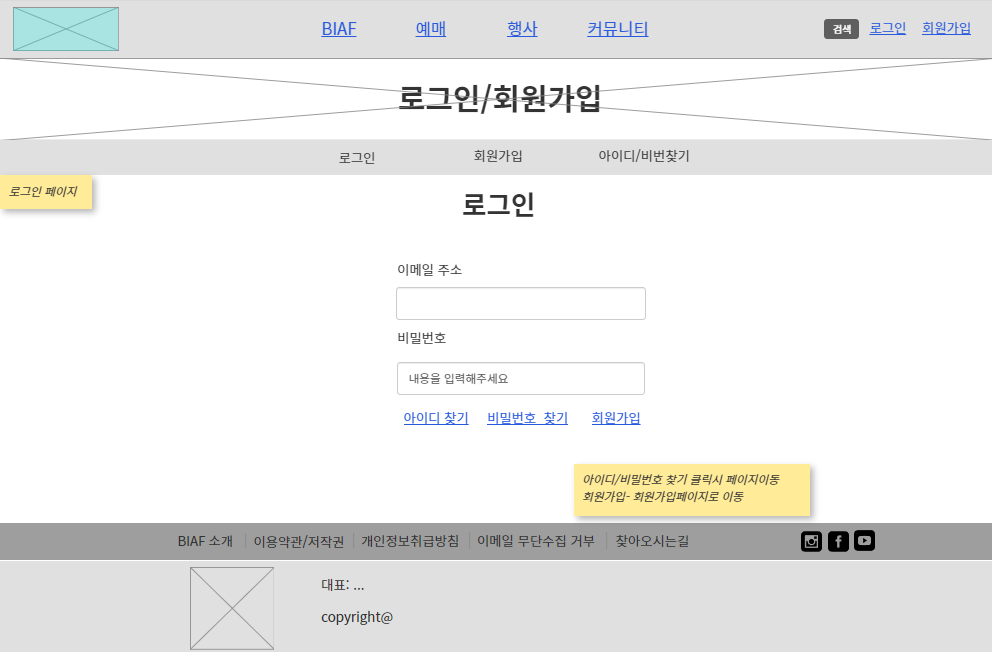 BIAF 예매 행사 커뮤니티 검색 로그인 회원가입
로그인/회원가입
로그인 회원가입 아이디/비번찾기
로그인 페이지
로그인
이메일 주소
비밀번호
내용을 입력해주세요
아이디 찾기 비밀번호 찾기 회원가입
아이디/비밀번호 찾기 클릭시 페이지이동
회원가입- 회원가입페이지로 이동
BIAF 소개 이용약관/저작권 개인정보취급방침 이메일 무단수집 거부 찾아오시는길
대표: ...
copyright@